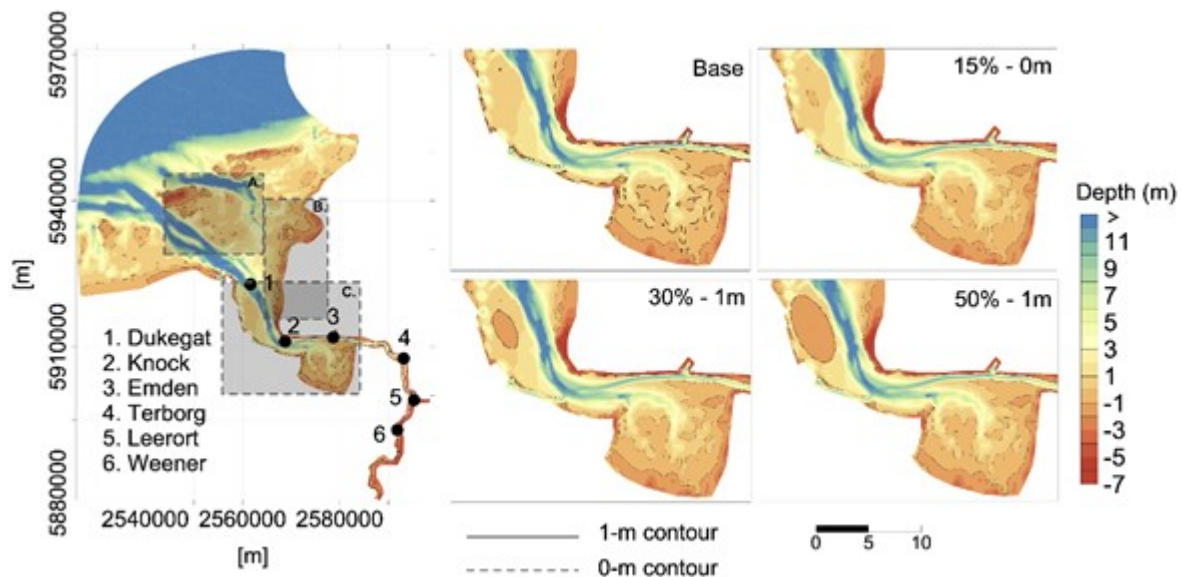 5970000
5940000
5910000
5880000
[m]
A.
B.
C.
1
2
3
4
5
6
1. Dukegat
2. Knock
3. Emden
4. Terborg
5. Leerort
6. Weener
2540000 2560000 2580000
[m]
Base
15% - 0m
30% - 1m
50% - 1m
1-m contour
0-m contour
0 5 10
Depth (m)
>
11
9
7
5
3
1
-1
-3
-5
-7